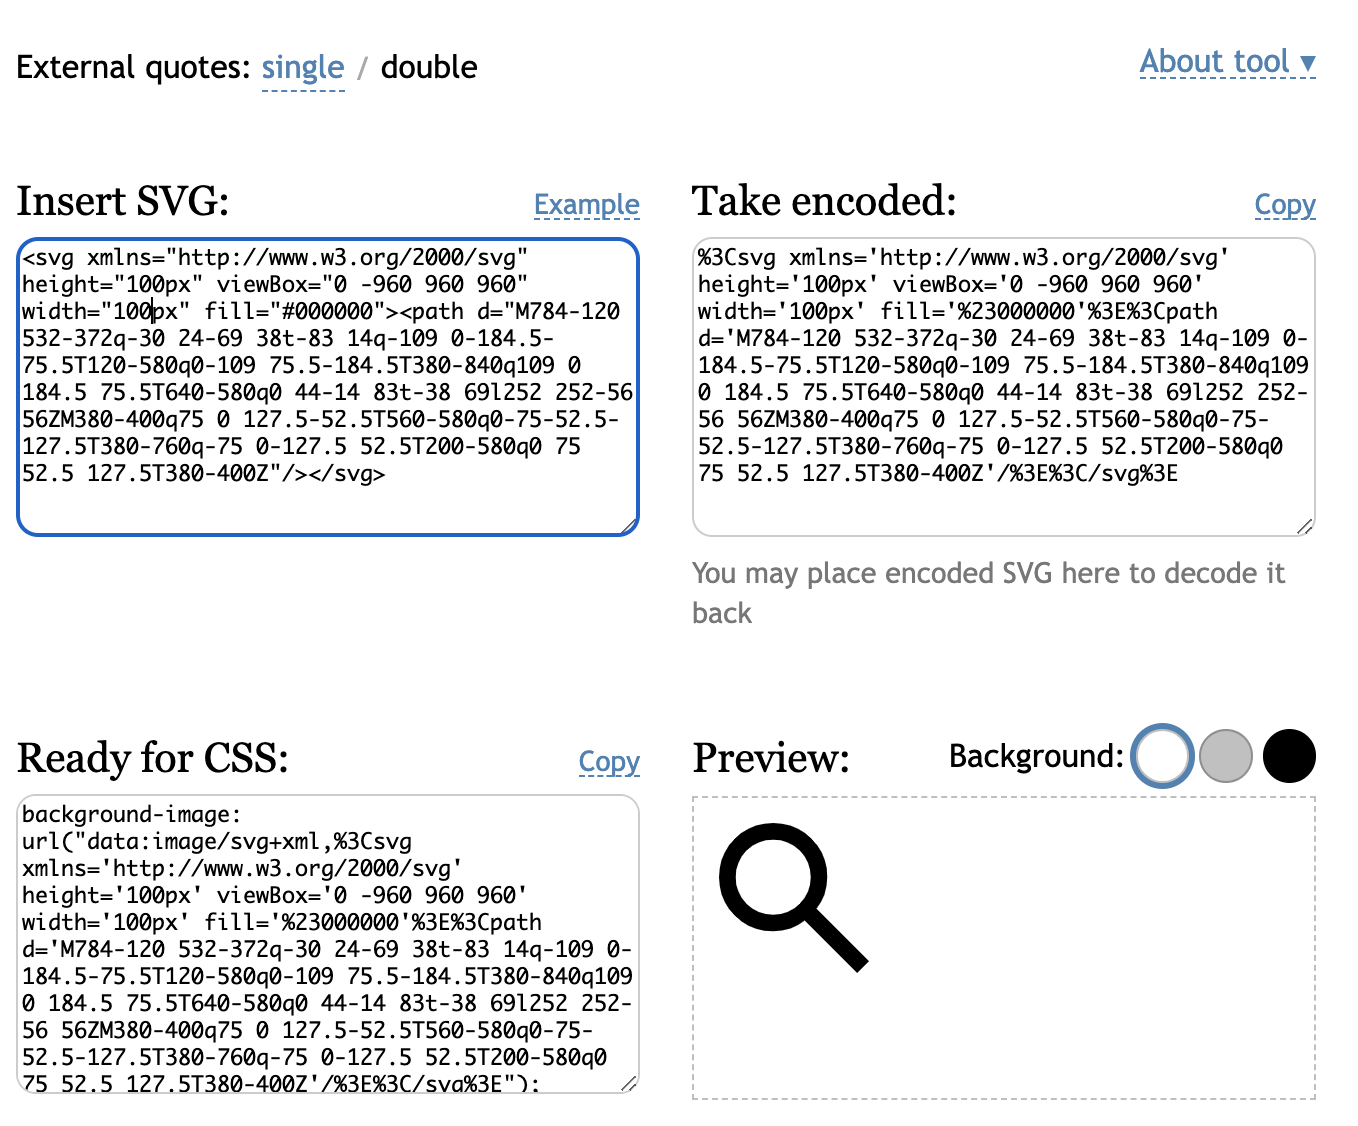 External quotes: single / double
About tool ▼
Insert SVG:
Example
<svg xmlns="http://www.w3.org/2000/svg"
height="100px" viewBox="0 -960 960 960"
width="100px" fill="#000000"><path d="M784-120
532-372q-30 24-69 38t-83 14q-109 0-184.5-
75.5T120-580q0-109 75.5-184.5T380-840q109 0
184.5 75.5T640-580q0 44-14 83t-38 69l252 252-56
56ZM380-400q75 0 127.5-52.5T560-580q0-75-52.5-
127.5T380-760q-75 0-127.5 52.5T200-580q0 75
52.5 127.5T380-400Z"/></svg>
Take encoded:
Copy
%3Csvg xmlns='http://www.w3.org/2000/svg'
height='100px' viewBox='0 -960 960 960'
width='100px' fill='%23000000'%3E%3Cpath
d='M784-120 532-372q-30 24-69 38t-83 14q-109 0-
184.5-75.5T120-580q0-109 75.5-184.5T380-840q109
0 184.5 75.5T640-580q0 44-14 83t-38 69l252 252-
56 56ZM380-400q75 0 127.5-52.5T560-580q0-75-
52.5-127.5T380-760q-75 0-127.5 52.5T200-580q0
75 52.5 127.5T380-400Z'/%3E%3C/svg%3E
You may place encoded SVG here to decode it
back
Ready for CSS:
Copy
background-image:
url("data:image/svg+xml,%3Csvg
xmlns='http://www.w3.org/2000/svg'
height='100px' viewBox='0 -960 960 960'
width='100px' fill='%23000000'%3E%3Cpath
d='M784-120 532-372q-30 24-69 38t-83 14q-109 0-
184.5-75.5T120-580q0-109 75.5-184.5T380-840q109
0 184.5 75.5T640-580q0 44-14 83t-38 69l252 252-
56 56ZM380-400q75 0 127.5-52.5T560-580q0-75-
52.5-127.5T380-760q-75 0-127.5 52.5T200-580q0
75 52.5 127.5T380-400Z'/%3E%3C/svg%3E");
Preview:
Background: